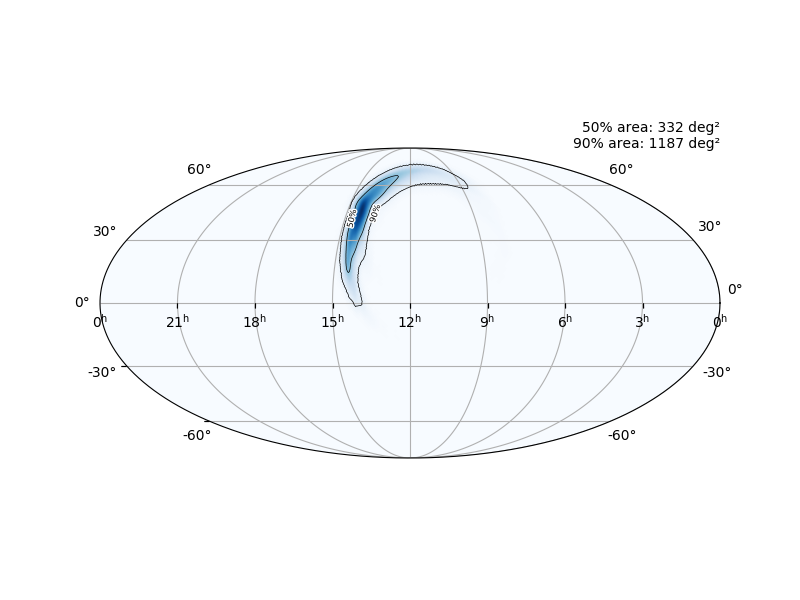 50% area: 332 deg²
90% area: 1187 deg²
60° 60°
50% 90%
30° 30°
0° 0°
0ʰ 21ʰ 18ʰ 15ʰ 12ʰ 9ʰ 6ʰ 3ʰ 0ʰ
-30° -30°
-60° -60°